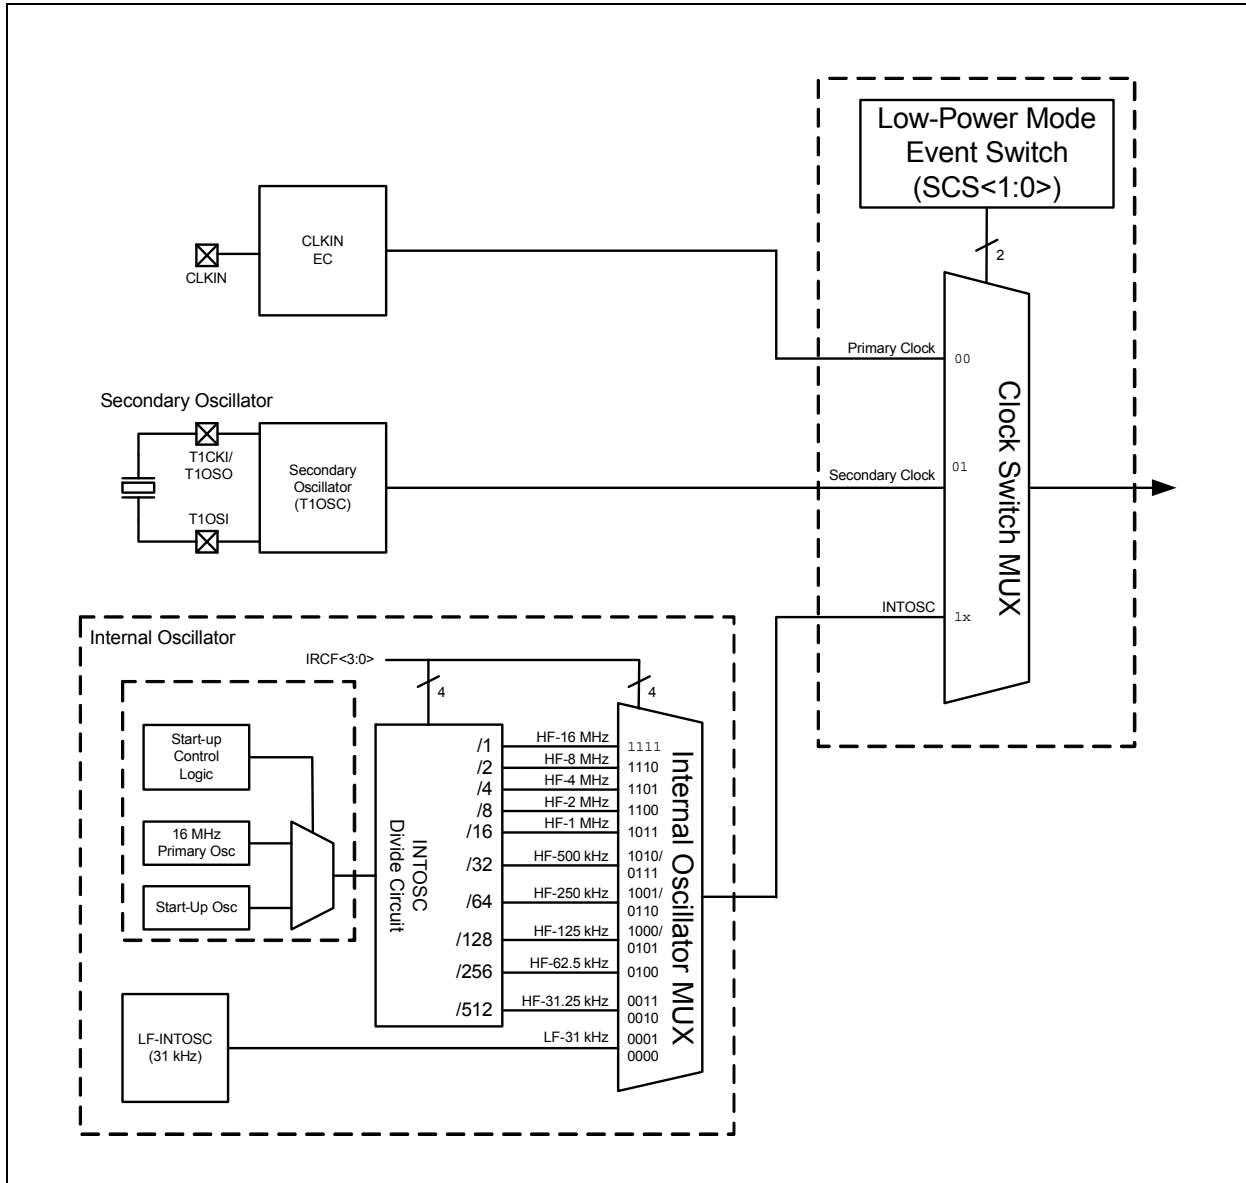 Low-Power Mode
Event Switch
(SCS<1:0>)
2
CLKIN
EC
CLKIN
Primary Clock
00
Clock Switch MUX
Secondary Oscillator
T1CKI/
T1OSO
Secondary
Oscillator
(T1OSC)
T1OSI
Secondary Clock
01
INTOSC
1x
Internal Oscillator
IRCF<3:0>
4
4
Start-up
Control
Logic
16 MHz
Primary Osc
Start-Up Osc
INTOSC
Divide Circuit
/1
HF-16 MHz
1111
/2
HF-8 MHz
1110
/4
HF-4 MHz
1101
/8
HF-2 MHz
1100
/16
HF-1 MHz
1011
/32
HF-500 kHz
1010/
0111
/64
HF-250 kHz
1001/
0110
/128
HF-125 kHz
1000/
0101
/256
HF-62.5 kHz
0100
/512
HF-31.25 kHz
0011
0010
LF-INTOSC
(31 kHz)
LF-31 kHz
0001
0000
Internal Oscillator MUX